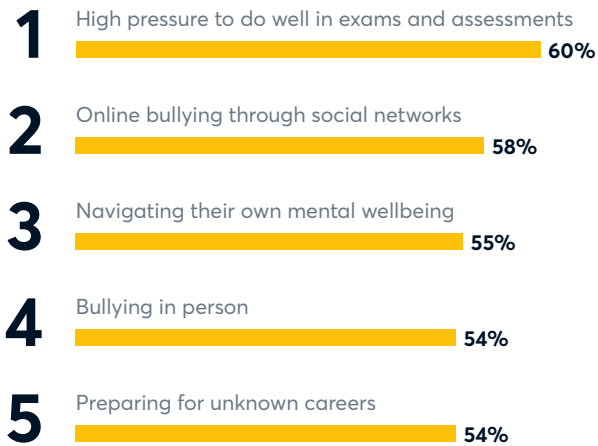 1
High pressure to do well in exams and assessments
60%
2
Online bullying through social networks
58%
3
Navigating their own mental wellbeing
55%
4
Bullying in person
54%
5
Preparing for unknown careers
54%